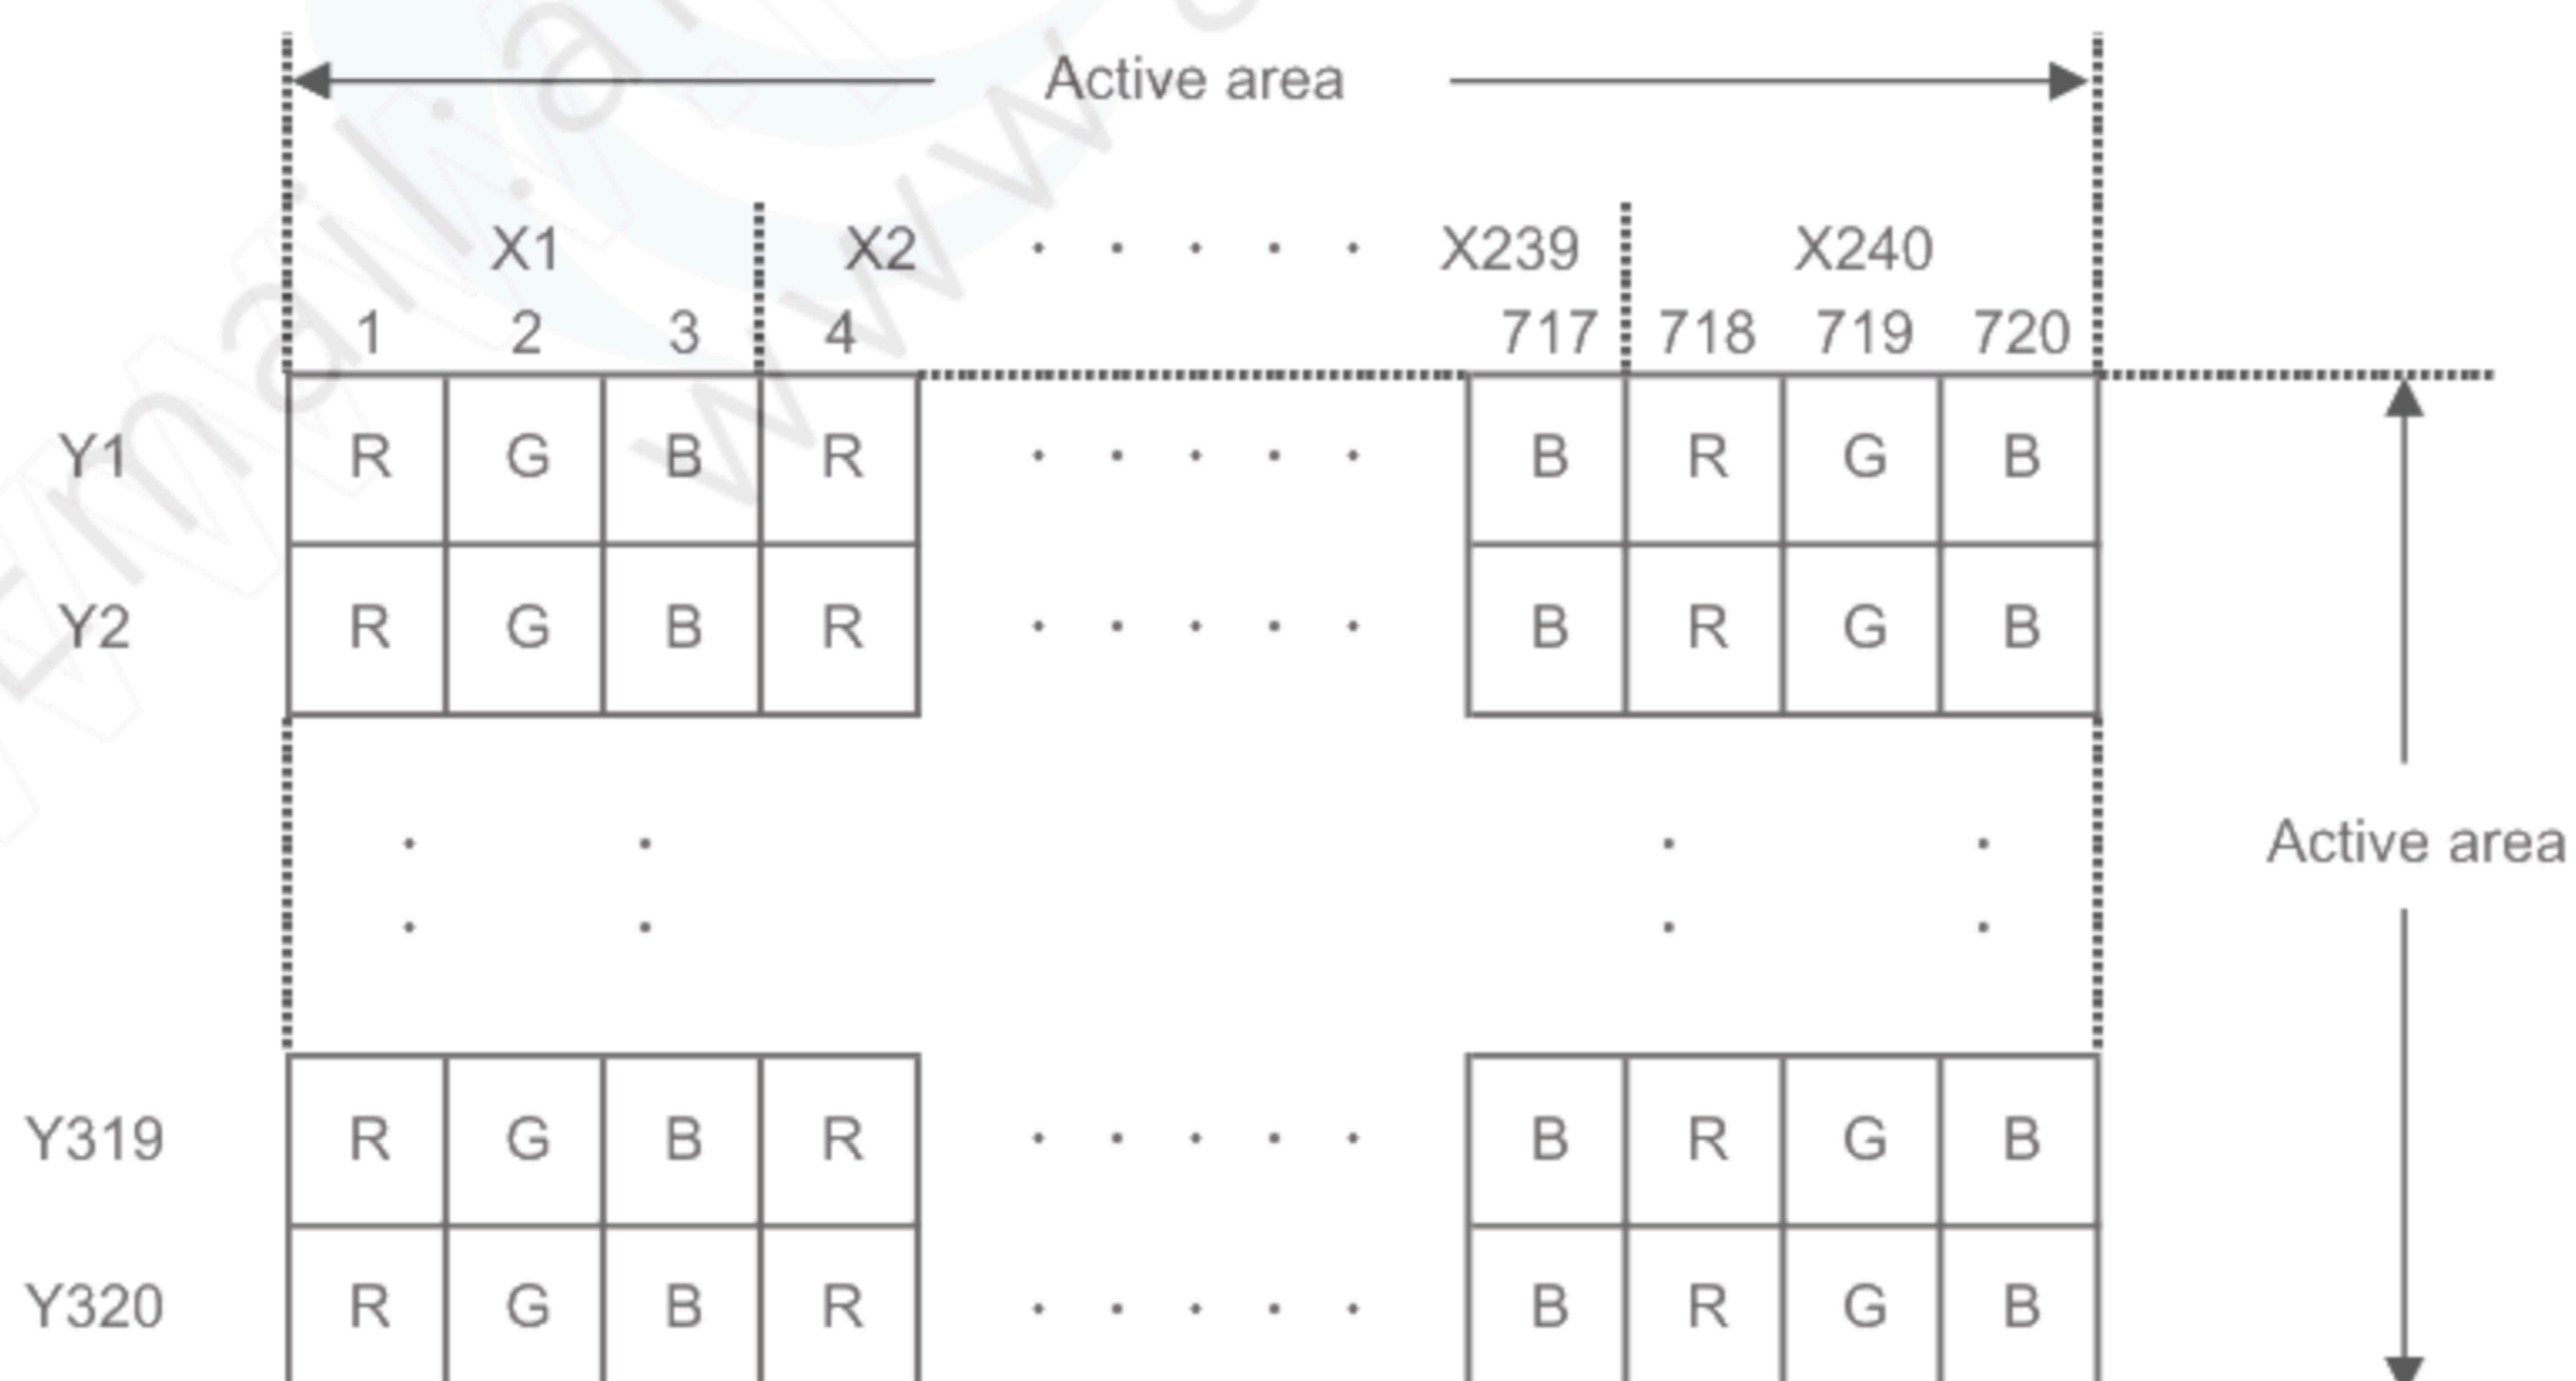 Active area
X1 X2 · · · · · X239 X240
1 2 3 4 717 718 719 720
Y1 R G B R · · · · · B R G B
Y2 R G B R · · · · · B R G B
Active area
Y319 R G B R · · · · · B R G B
Y320 R G B R · · · · · B R G B